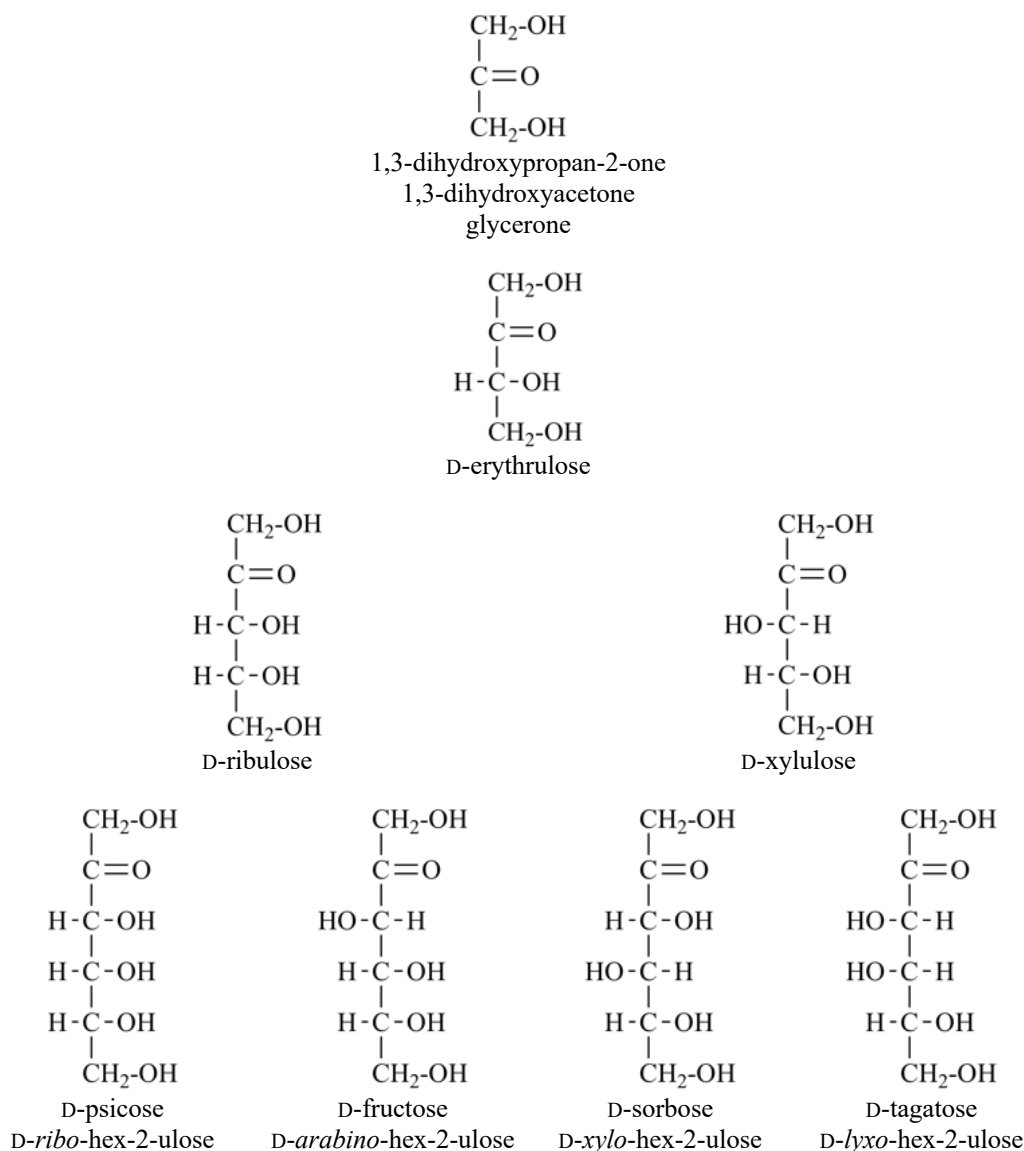 CH2-OH
C=O
CH2-OH
1,3-dihydroxypropan-2-one
1,3-dihydroxyacetone
glycerone
CH2-OH
C=O
H-C-OH
CH2-OH
D-erythrulose
CH2-OH
C=O
H-C-OH
H-C-OH
CH2-OH
D-ribulose
CH2-OH
C=O
HO-C-H
H-C-OH
CH2-OH
D-xylulose
CH2-OH
C=O
H-C-OH
H-C-OH
H-C-OH
CH2-OH
D-psicose
D-ribo-hex-2-ulose
CH2-OH
C=O
HO-C-H
H-C-OH
H-C-OH
CH2-OH
D-fructose
D-arabino-hex-2-ulose
CH2-OH
C=O
H-C-OH
HO-C-H
H-C-OH
CH2-OH
D-sorbose
D-xylo-hex-2-ulose
CH2-OH
C=O
HO-C-H
HO-C-H
H-C-OH
CH2-OH
D-tagatose
D-lyxo-hex-2-ulose